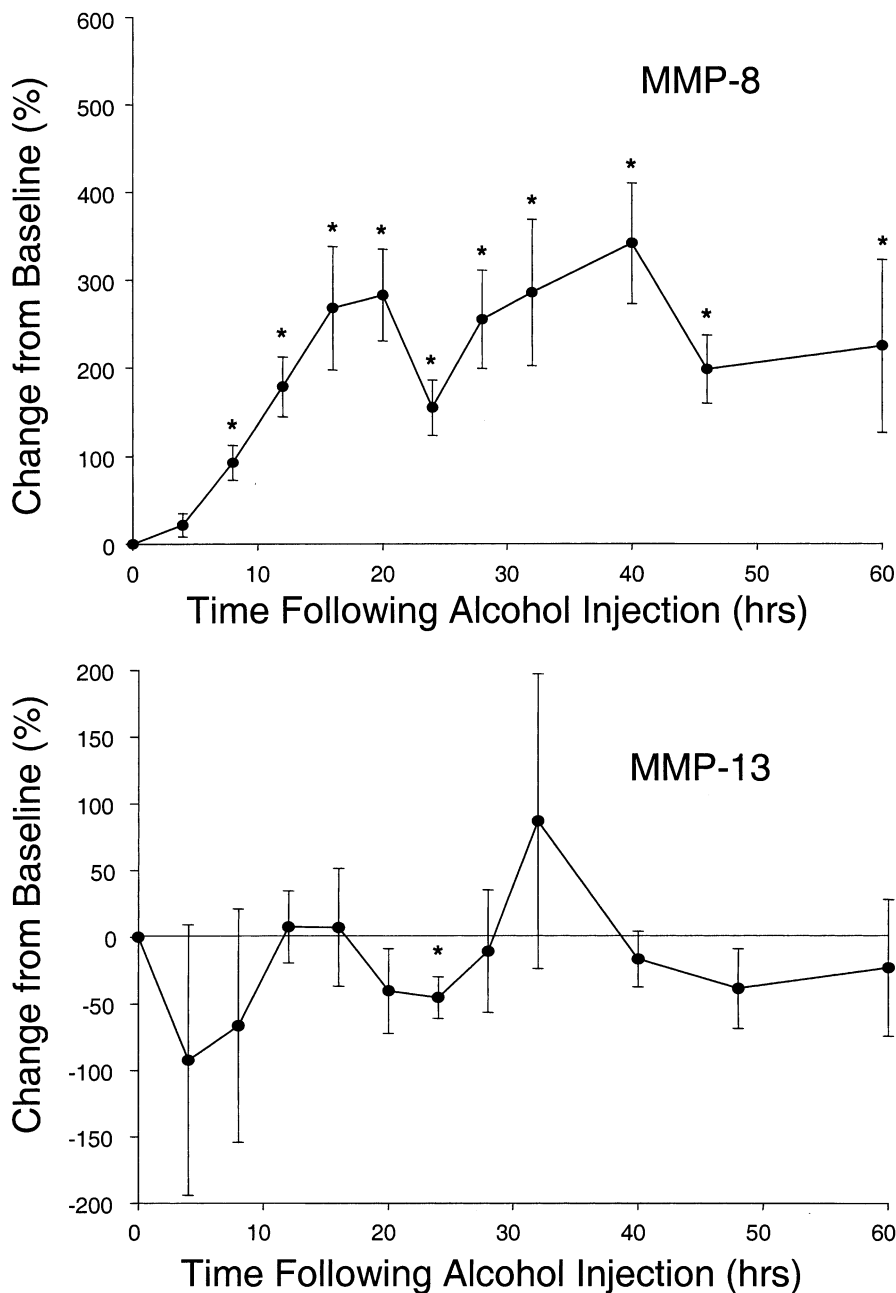 600
MMP-8
500
*
400
* * *
*
*
300
*
*
200
*
*
100
0
0 10 20 30 40 50 60
Change from Baseline (%)
Time Following Alcohol Injection (hrs)
200
150
MMP-13
100
50
0
*
-50
-100
-150
-200
0 10 20 30 40 50 60
Change from Baseline (%)
Time Following Alcohol Injection (hrs)